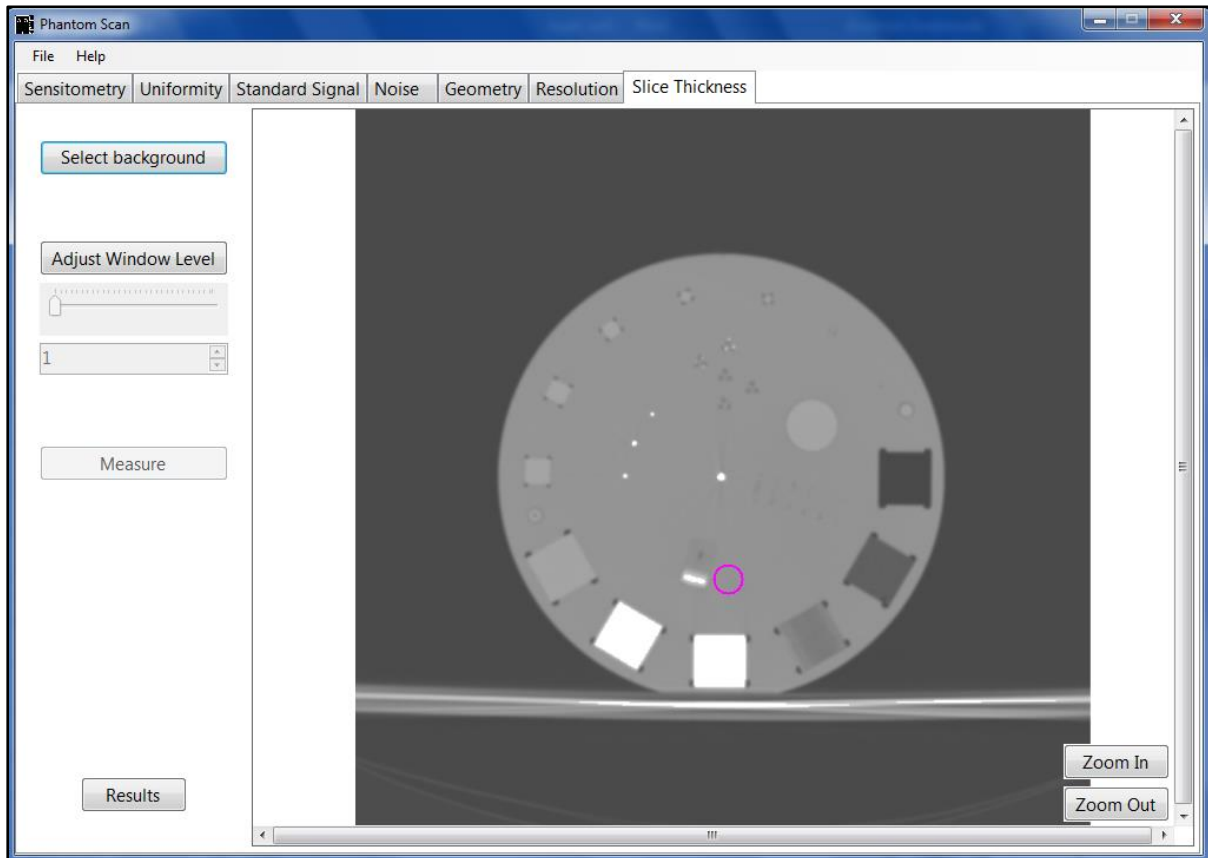 Phantom Scan
File Help
Sensitometry Uniformity Standard Signal Noise Geometry Resolution Slice Thickness
Select background
Adjust Window Level
1
Measure
Results
Zoom In
Zoom Out